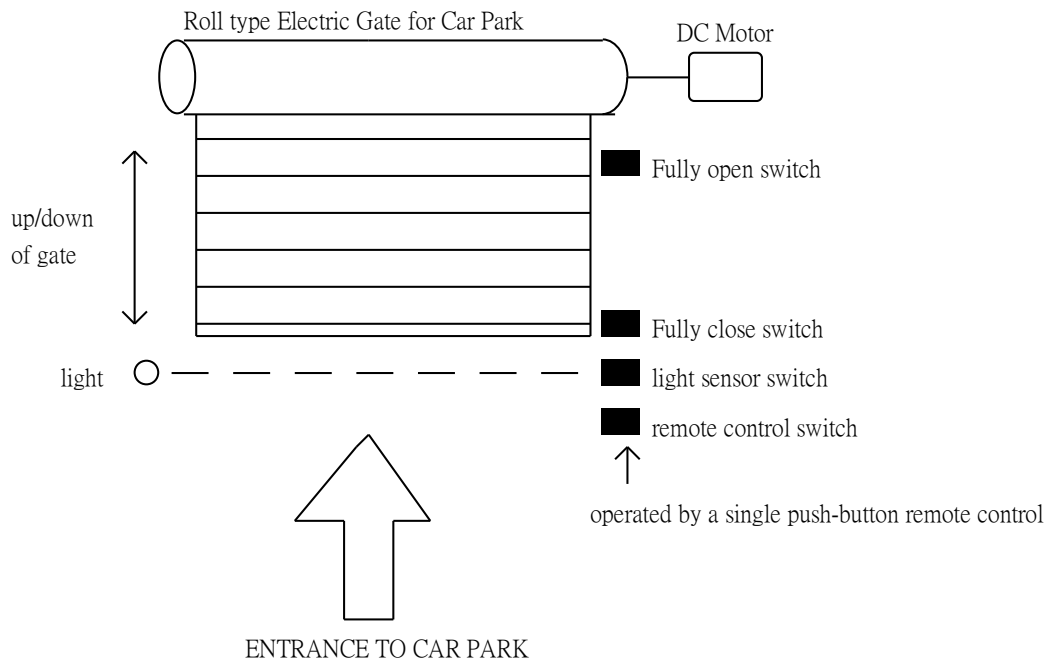 Roll type Electric Gate for Car Park
DC Motor
Fully open switch
up/down
of gate
Fully close switch
light
light sensor switch
remote control switch
operated by a single push-button remote control
ENTRANCE TO CAR PARK